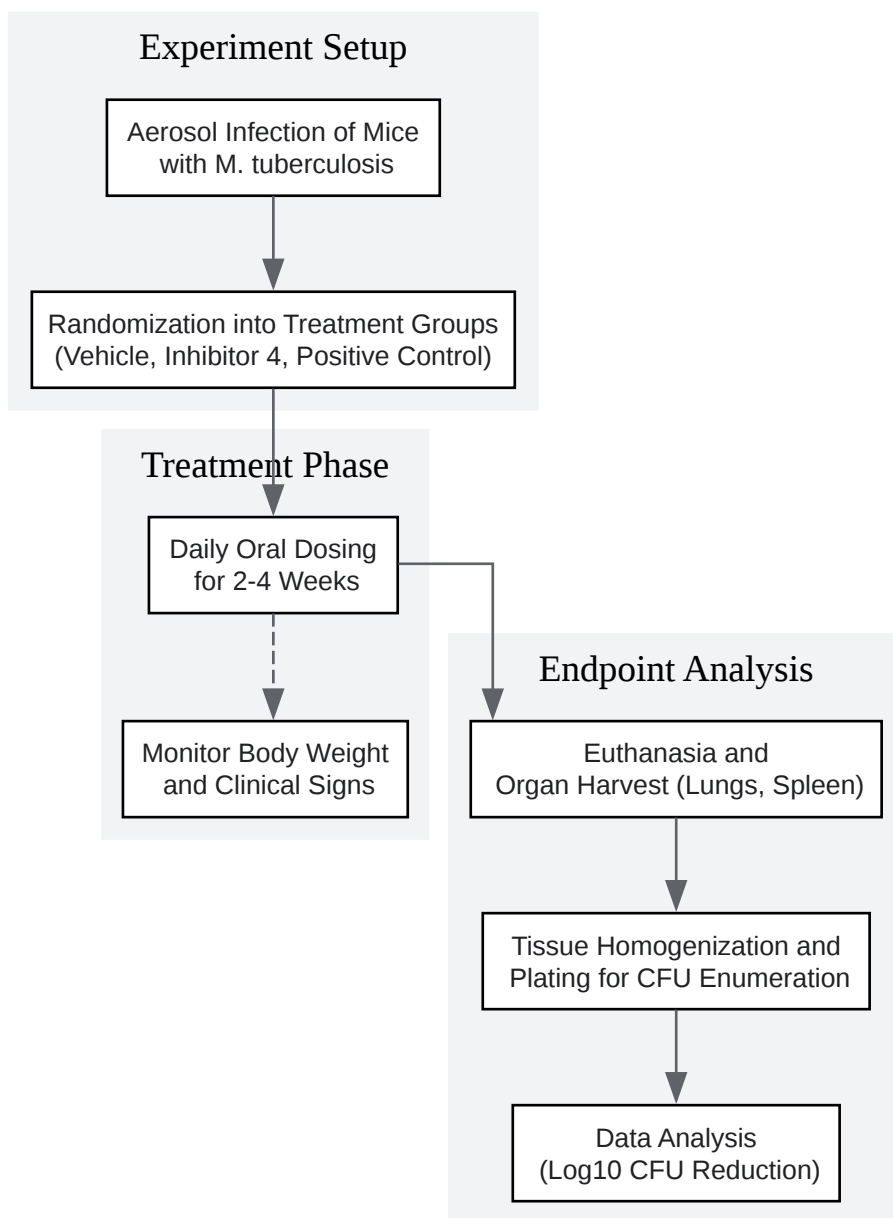 Experiment Setup
Aerosol Infection of Mice
with M. tuberculosis
Randomization into Treatment Groups
(Vehicle, Inhibitor 4, Positive Control)
Treatment Phase
Daily Oral Dosing
for 2-4 Weeks
Monitor Body Weight
and Clinical Signs
Endpoint Analysis
Euthanasia and
Organ Harvest (Lungs, Spleen)
Tissue Homogenization and
Plating for CFU Enumeration
Data Analysis
(Log10 CFU Reduction)